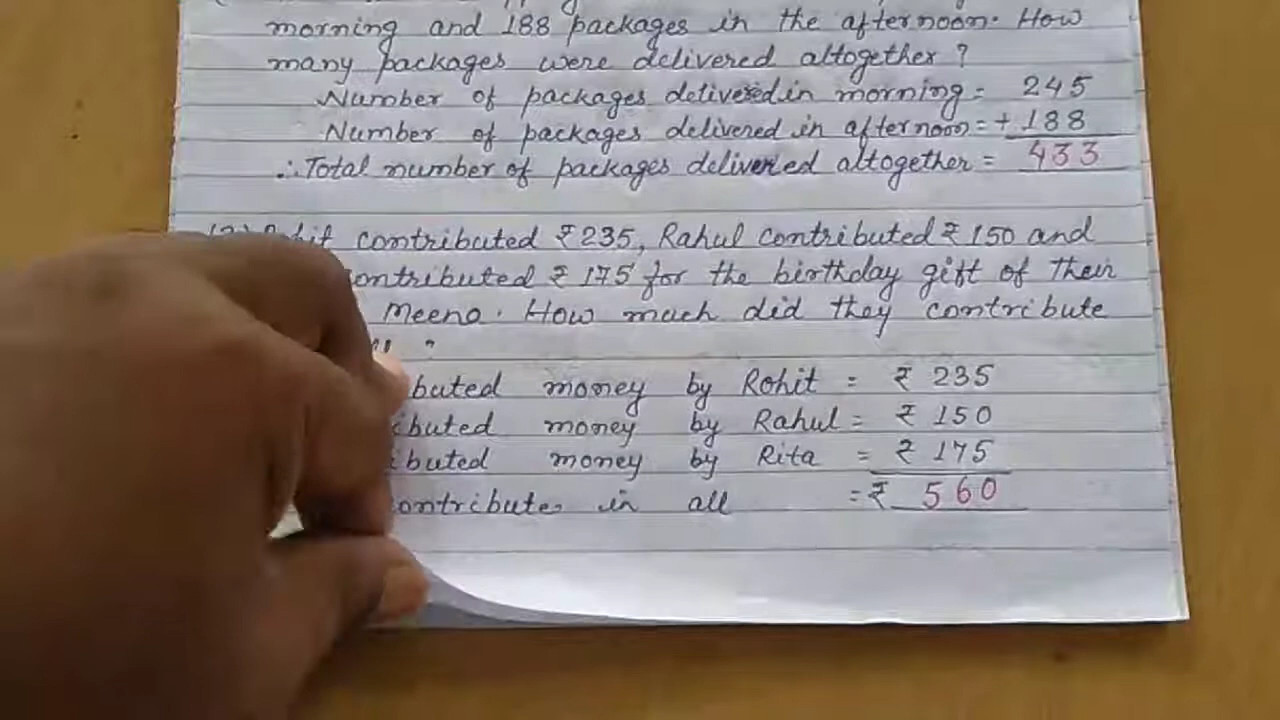 morning and 188 packages in the afternoon. How
many packages were delivered altogether ?
Number of packages delivered in morning = 245
Number of packages delivered in afternoon = + 188
∴ Total number of packages delivered altogether = 433
contributed ₹ 235, Rahul contributed ₹ 150 and
contributed ₹ 175 for the birthday gift of their
Meena. How much did they contribute
buted money by Rohit = ₹ 235
ibuted money by Rahul = ₹ 150
ibuted money by Rita = ₹ 175
contribute in all = ₹ 560